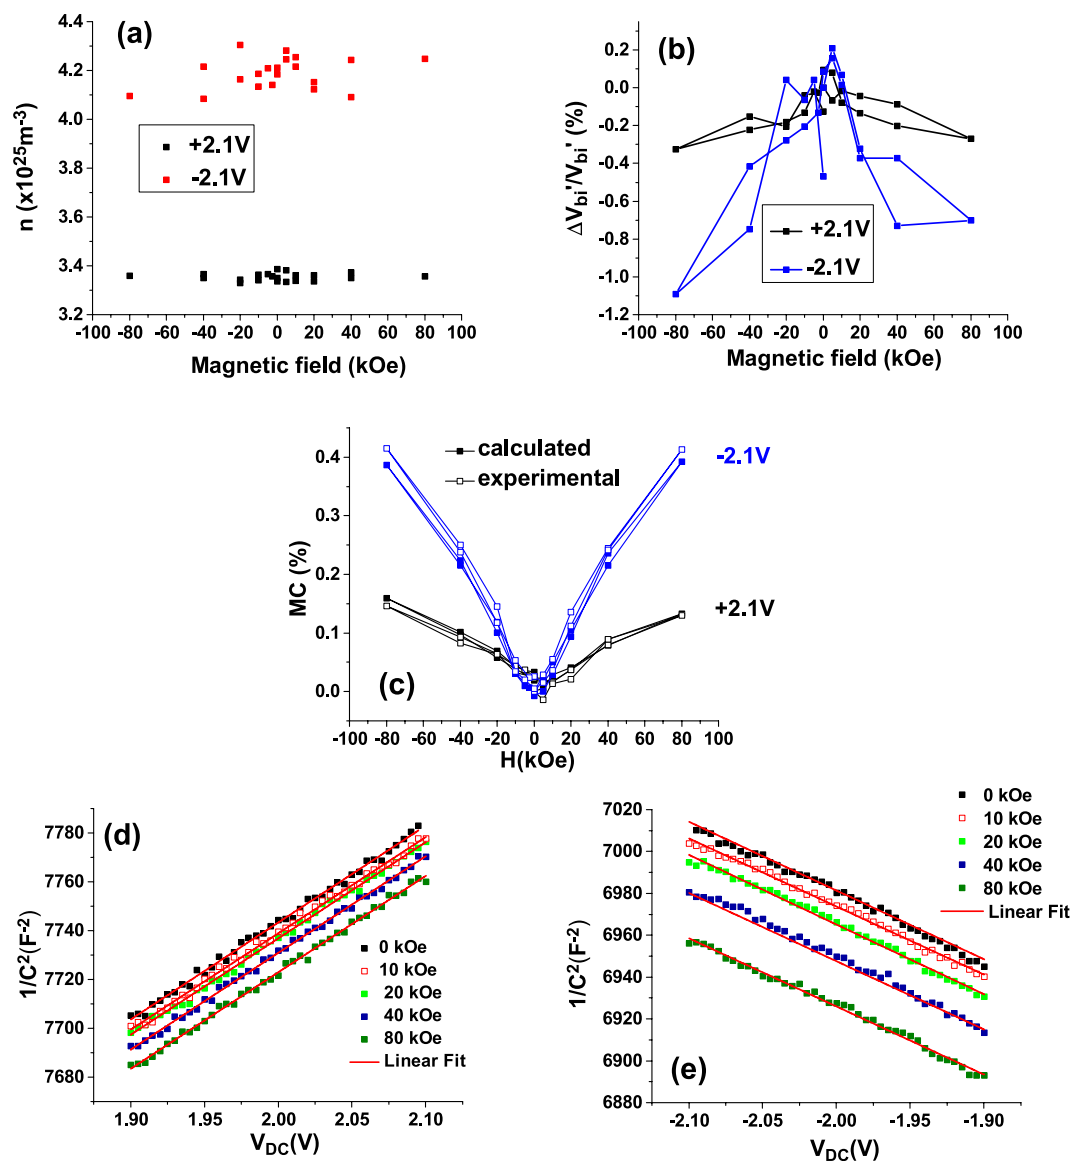 (a)
n (x10²⁵m⁻³)
4.4
4.2
4.0
3.8
3.6
3.4
3.2
+2.1V
-2.1V
-100 -80 -60 -40 -20 0 20 40 60 80 100
Magnetic field (kOe)
(b)
ΔV_bi'/V_bi' (%)
0.2
0.0
-0.2
-0.4
-0.6
-0.8
-1.0
-1.2
+2.1V
-2.1V
-100 -80 -60 -40 -20 0 20 40 60 80 100
Magnetic field (kOe)
(c)
MC (%)
0.4
0.3
0.2
0.1
0.0
calculated
experimental
-2.1V
+2.1V
-100 -80 -60 -40 -20 0 20 40 60 80 100
H(kOe)
(d)
1/C²(F⁻²)
7780
7760
7740
7720
7700
7680
0 kOe
10 kOe
20 kOe
40 kOe
80 kOe
Linear Fit
1.90 1.95 2.00 2.05 2.10
V_DC(V)
(e)
1/C²(F⁻²)
7020
7000
6980
6960
6940
6920
6900
6880
0 kOe
10 kOe
20 kOe
40 kOe
80 kOe
Linear Fit
-2.10 -2.05 -2.00 -1.95 -1.90
V_DC(V)